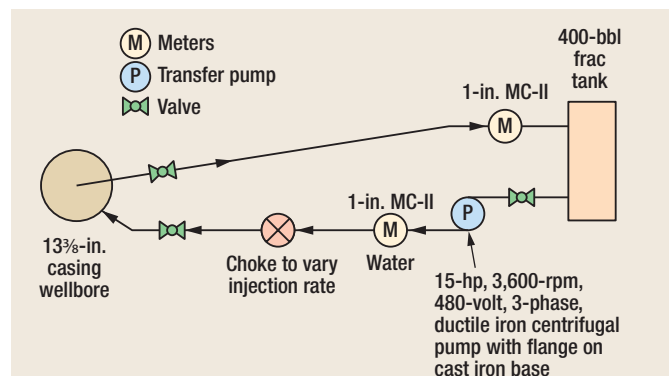 M Meters
P Transfer pump
Valve
400-bbl
frac
tank
1-in. MC-II
M
1-in. MC-II
P
M
13⅜-in.
casing
wellbore
Choke to vary
injection rate
Water
15-hp, 3,600-rpm,
480-volt, 3-phase,
ductile iron centrifugal
pump with flange on
cast iron base